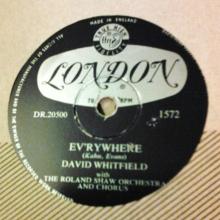 MADE IN ENGLAND
LONDON
DR.20500
78 RPM
1572
EV'RYWHERE
(Kahn, Evans)
DAVID WHITFIELD
with
THE ROLAND SHAW ORCHESTRA
AND CHORUS